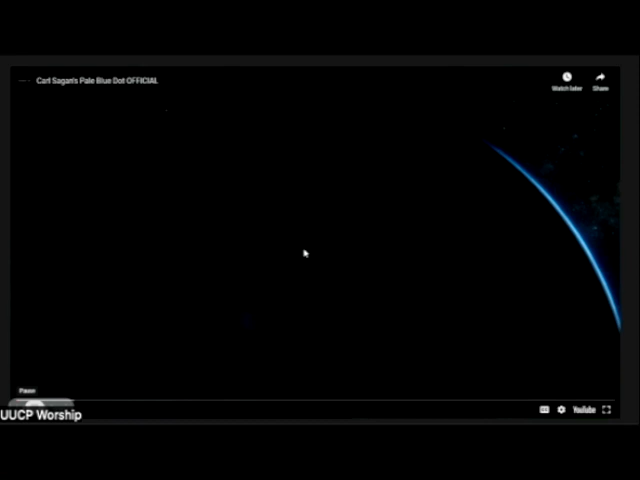 Carl Sagan's Pale Blue Dot OFFICIAL
Watch later
Share
Pause
YouTube
UUCP Worship